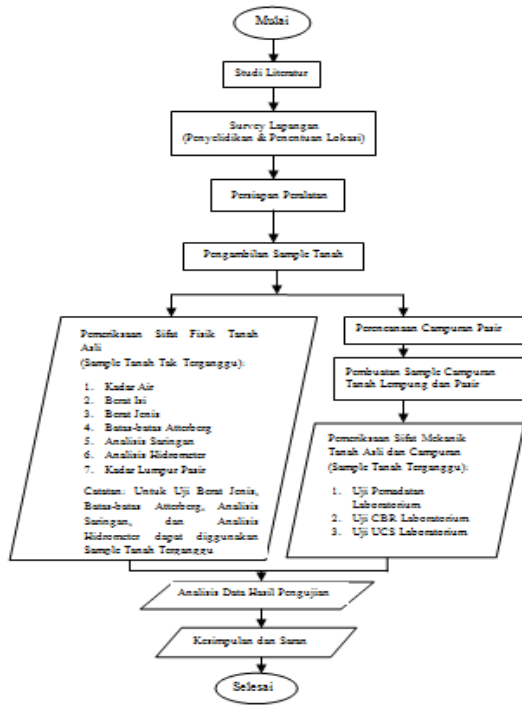 Mulai
Studi Literatur
Survey Lapangan
(Penyelidikan & Penentuan Lokasi)
Persiapan Peralatan
Pengambilan Sample Tanah
Pemeriksaan Sifat Fisik Tanah
Asli
(Sample Tanah Tak Terganggu):
1. Kadar Air
2. Berat Isi
3. Berat Jenis
4. Batas-batas Atterberg
5. Analisis Saringan
6. Analisis Hidrometer
7. Kadar Lumpur Pasir
Catatan: Untuk Uji Berat Jenis,
Batas-batas Atterberg, Analisis
Saringan, dan Analisis
Hidrometer dapat digunakan
Sample Tanah Terganggu
Perencanaan Campuran Pasir
Pembuatan Sample Campuran
Tanah Lempung dan Pasir
Pemeriksaan Sifat Mekanik
Tanah Asli dan Campuran
(Sample Tanah Terganggu):
1. Uji Pemadatan
Laboratorium
2. Uji CBR Laboratorium
3. Uji UCS Laboratorium
Analisis Data Hasil Pengujian
Kesimpulan dan Saran
Selesai